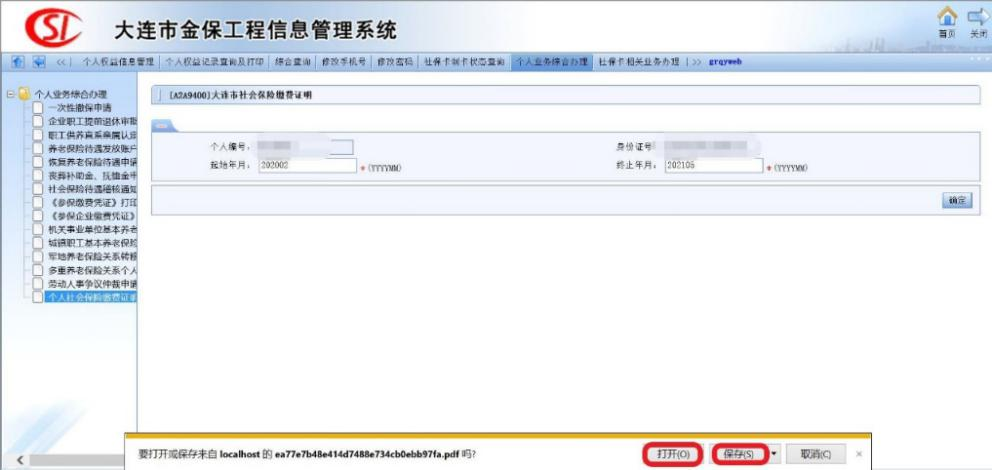 大连市金保工程信息管理系统
首页 关闭
<< | 个人权益信息管理 | 个人权益记录查询及打印 | 综合查询 | 修改手机号 | 修改密码 | 社保卡制卡状态查询 | 个人业务综合办理 | 社保卡相关业务办理 | >> grqyweb
个人业务综合办理
一次性缴保申请
企业职工提前退休审批
职工供养直系亲属认定
养老保险待遇发放账户
恢复养老保险待遇申请
丧葬补助金、抚恤金申
社会保险待遇稽核通知
《参保缴费凭证》打印
《参保企业缴费凭证》
机关事业单位基本养老
城镇职工基本养老保险
军地养老保险关系转移
多重养老保险关系个人
劳动人事争议仲裁申请
个人社会保险缴费证明
[A2A9400]大连市社会保险缴费证明
个人编号: 身份证号:
起始年月: 202002 *(YYYYMM) 终止年月: 202105 *(YYYYMM)
确定
要打开或保存来自 localhost 的 ea77e7b48e414d7488e734cb0ebb97fa.pdf 吗?
打开(O) 保存(S) 取消(C) ×